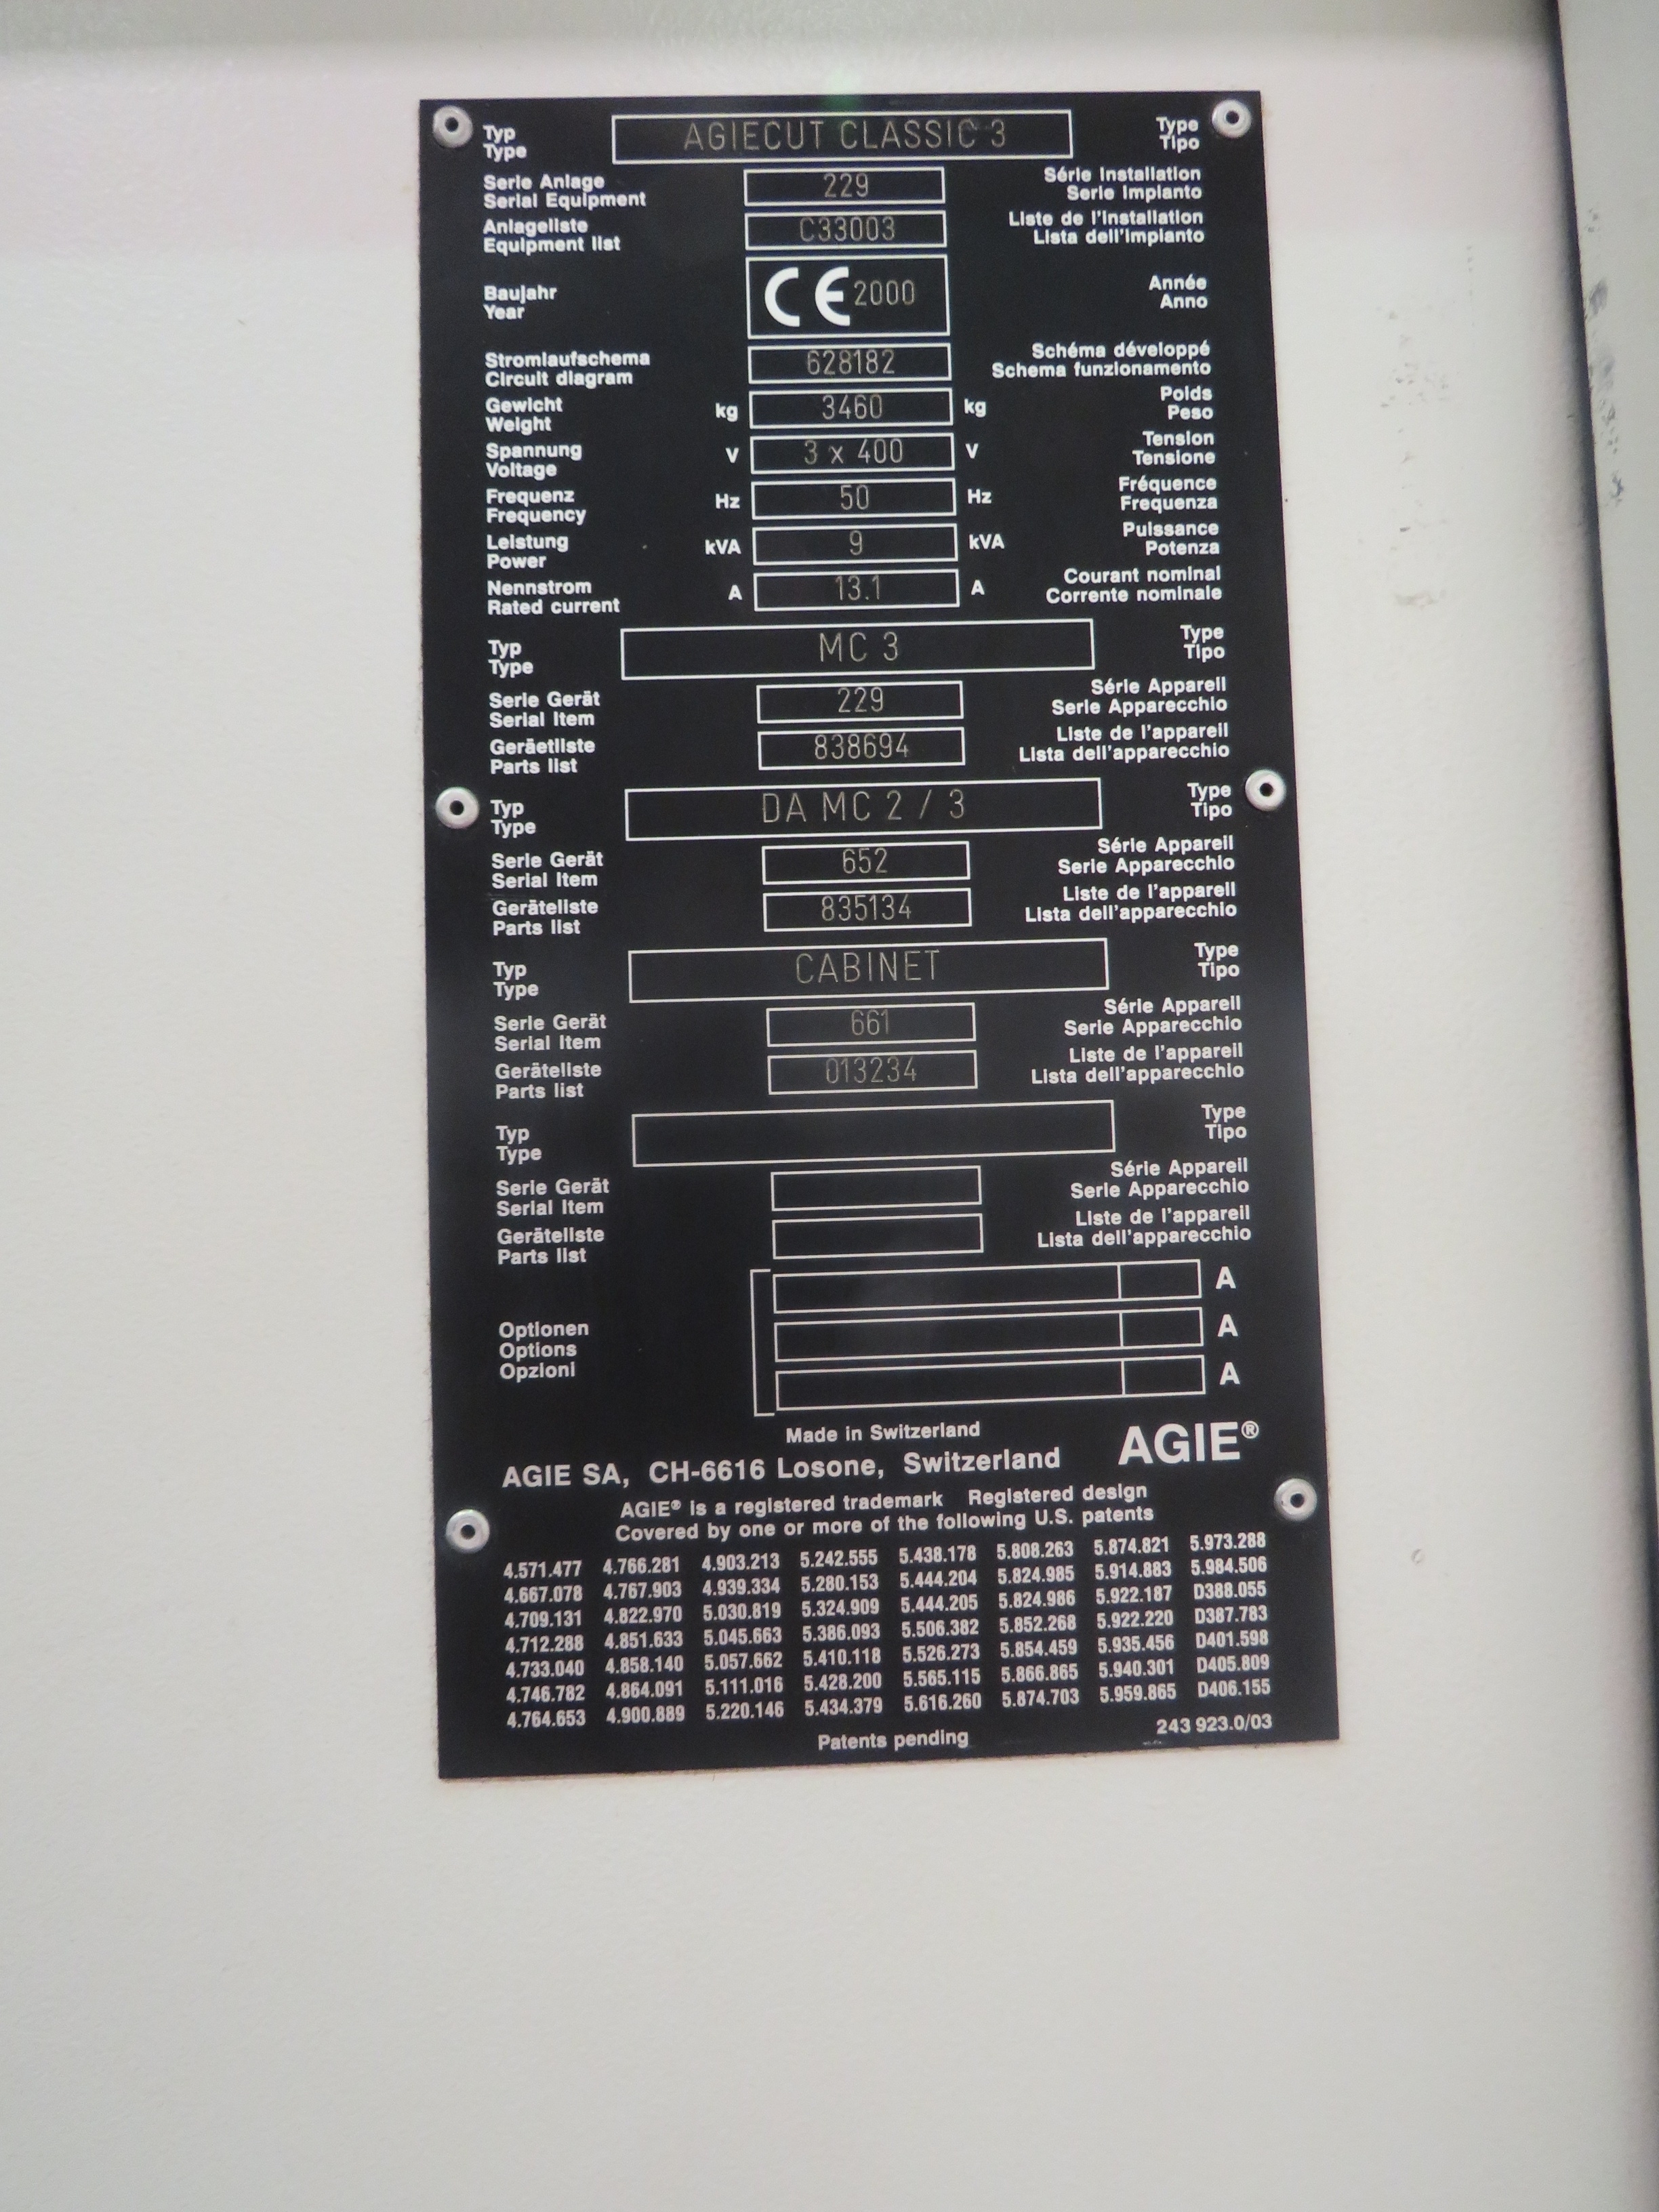 Typ AGIECUT CLASSIC 3 Type
Type Tipo
Serie Anlage 229 Série Installation
Serial Equipment Serie Impianto
Anlageliste C33003 Liste de l'installation
Equipment list Lista dell'impianto
Baujahr CE 2000 Année
Year Anno
Stromlaufschema 628182 Schéma développé
Circuit diagram Schema funzionamento
Gewicht kg 3460 kg Poids
Weight Peso
Spannung V 3 x 400 V Tension
Voltage Tensione
Frequenz Hz 50 Hz Fréquence
Frequency Frequenza
Leistung kVA 9 kVA Puissance
Power Potenza
Nennstrom A 13.1 A Courant nominal
Rated current Corrente nominale
Typ MC 3 Type
Type Tipo
Serie Gerät 229 Série Appareil
Serial Item Serie Apparecchio
Geräetliste 838694 Liste de l'appareil
Parts list Lista dell'apparecchio
Typ DA MC 2 / 3 Type
Type Tipo
Serie Gerät 652 Série Appareil
Serial Item Serie Apparecchio
Geräteliste 835134 Liste de l'appareil
Parts list Lista dell'apparecchio
Typ CABINET Type
Type Tipo
Serie Gerät 661 Série Appareil
Serial Item Serie Apparecchio
Geräteliste 013234 Liste de l'appareil
Parts list Lista dell'apparecchio
Typ Type
Type Tipo
Serie Gerät Série Appareil
Serial Item Serie Apparecchio
Geräteliste Liste de l'appareil
Parts list Lista dell'apparecchio
A
Optionen A
Options
Opzioni A
Made in Switzerland
AGIE SA, CH-6616 Losone, Switzerland AGIE®
AGIE® is a registered trademark Registered design
Covered by one or more of the following U.S. patents
4.571.477 4.766.281 4.903.213 5.242.555 5.438.178 5.808.263 5.874.821 5.973.288
4.667.078 4.767.903 4.939.334 5.280.153 5.444.204 5.824.985 5.914.883 5.984.506
4.709.131 4.822.970 5.030.819 5.324.909 5.444.205 5.824.986 5.922.187 D388.055
4.712.288 4.851.633 5.045.663 5.386.093 5.506.382 5.852.268 5.922.220 D387.783
4.733.040 4.858.140 5.057.662 5.410.118 5.526.273 5.854.459 5.935.456 D401.598
4.746.782 4.864.091 5.111.016 5.428.200 5.565.115 5.866.865 5.940.301 D405.809
4.764.653 4.900.889 5.220.146 5.434.379 5.616.260 5.874.703 5.959.865 D406.155
Patents pending 243 923.0/03